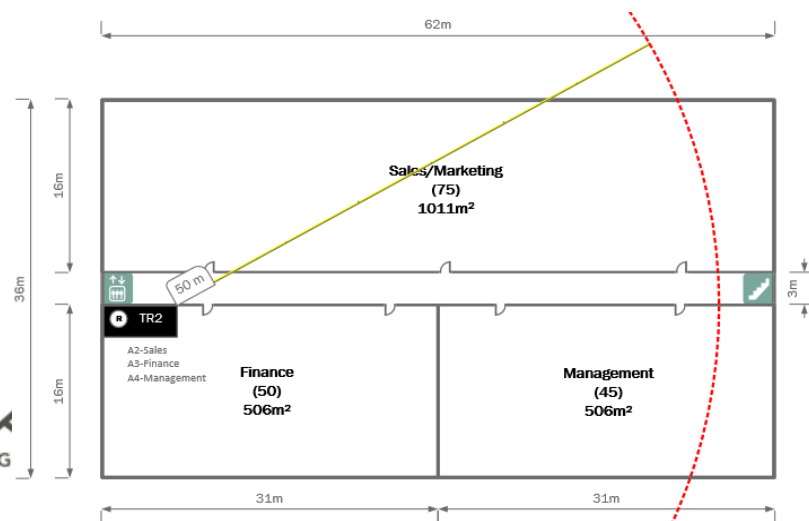 62m
Sales/Marketing
(75)
1011m²
16m
36m
50 m
3m
R TR2
A2-Sales
A3-Finance
A4-Management
Finance
(50)
506m²
Management
(45)
506m²
16m
G
31m
31m